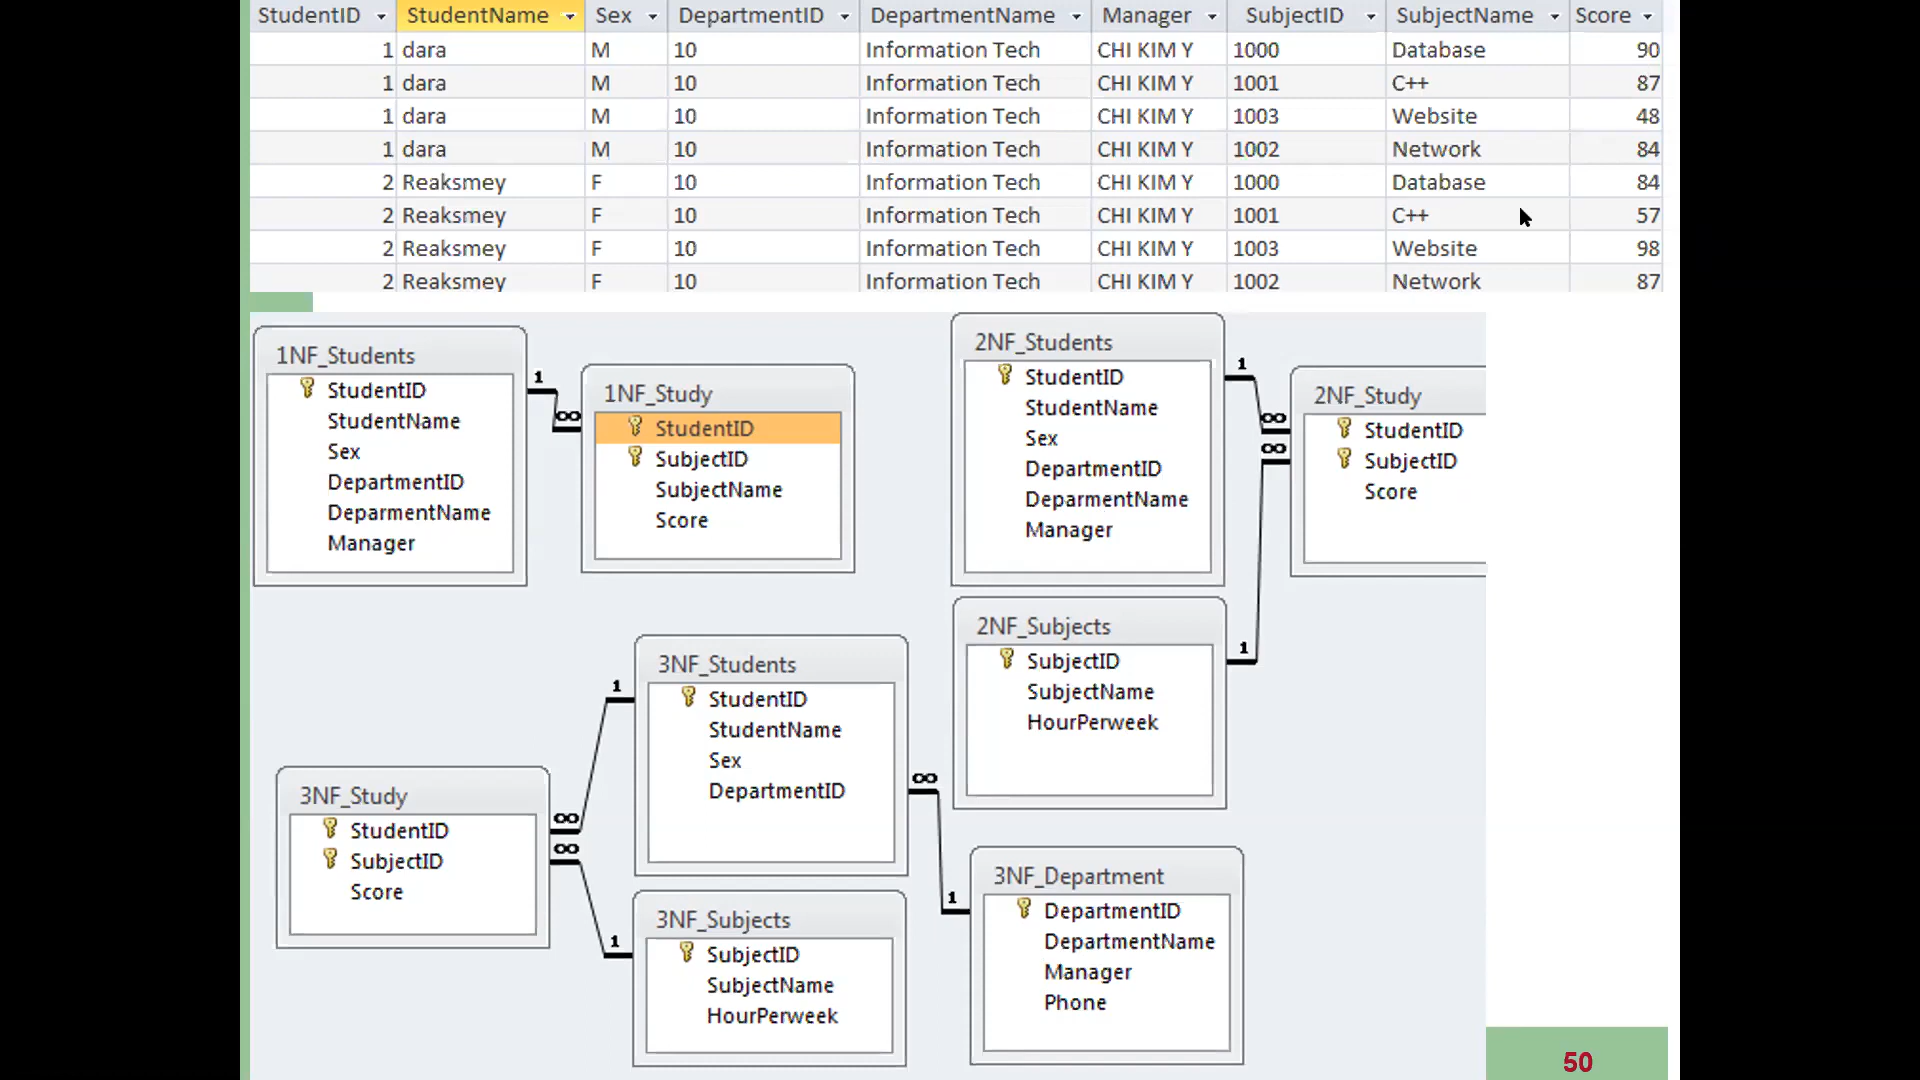 StudentID StudentName Sex DepartmentID DepartmentName Manager SubjectID SubjectName Score
1 dara M 10 Information Tech CHI KIM Y 1000 Database 90
1 dara M 10 Information Tech CHI KIM Y 1001 C++ 87
1 dara M 10 Information Tech CHI KIM Y 1003 Website 48
1 dara M 10 Information Tech CHI KIM Y 1002 Network 84
2 Reaksmey F 10 Information Tech CHI KIM Y 1000 Database 84
2 Reaksmey F 10 Information Tech CHI KIM Y 1001 C++ 57
2 Reaksmey F 10 Information Tech CHI KIM Y 1003 Website 98
2 Reaksmey F 10 Information Tech CHI KIM Y 1002 Network 87
1NF_Students
StudentID
StudentName
Sex
DepartmentID
DeparmentName
Manager
1
∞
1NF_Study
StudentID
SubjectID
SubjectName
Score
2NF_Students
StudentID
StudentName
Sex
DepartmentID
DeparmentName
Manager
1
∞
∞
1
2NF_Study
StudentID
SubjectID
Score
2NF_Subjects
SubjectID
SubjectName
HourPerweek
3NF_Students
StudentID
StudentName
Sex
DepartmentID
1
∞
∞
1
3NF_Study
StudentID
SubjectID
Score
3NF_Subjects
SubjectID
SubjectName
HourPerweek
∞
1
3NF_Department
DepartmentID
DepartmentName
Manager
Phone
50